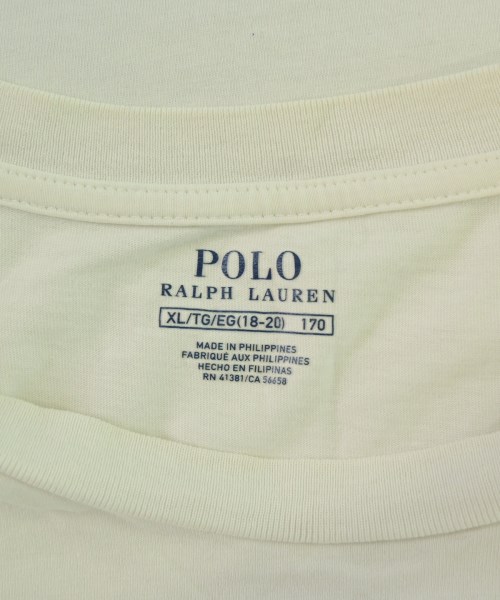 POLO
RALPH LAUREN
XL/TG/EG(18-20) 170
MADE IN PHILIPPINES
FABRIQUÉ AUX PHILIPPINES
HECHO EN FILIPINAS
RN 41381/CA 56658